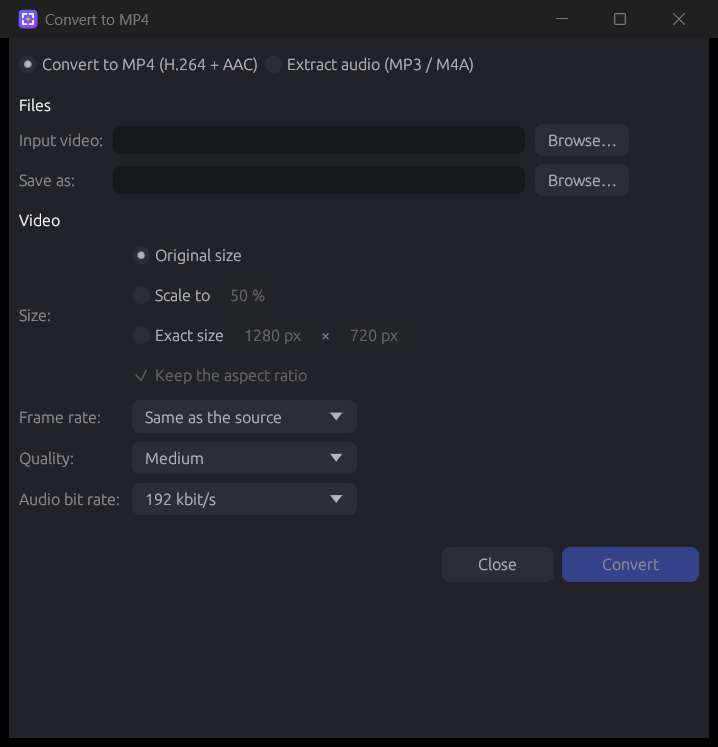 Convert to MP4
Convert to MP4 (H.264 + AAC) Extract audio (MP3 / M4A)
Files
Input video: Browse...
Save as: Browse...
Video
Original size
Scale to 50 %
Size:
Exact size 1280 px × 720 px
Keep the aspect ratio
Frame rate: Same as the source
Quality: Medium
Audio bit rate: 192 kbit/s
Close Convert